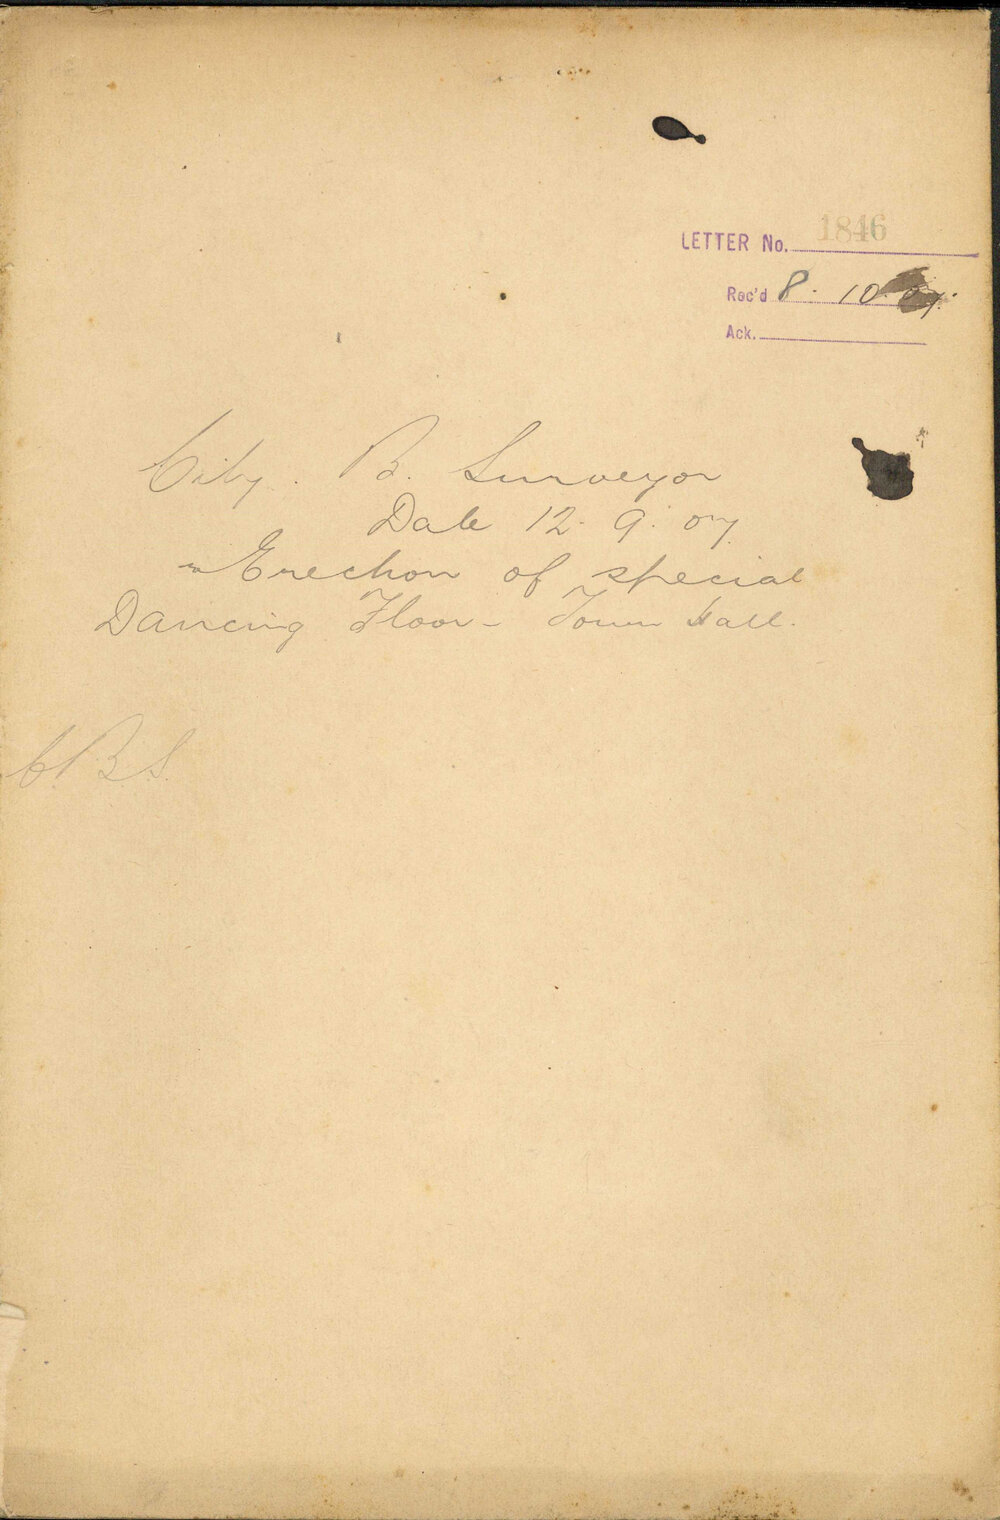 LETTER No. 1846
Rec'd 8. 10. 07.
Ack.
City. B. Surveyor
Date 12. 9. 07.
re Erection of special
Dancing Floor - Town Hall.
C.B.S.